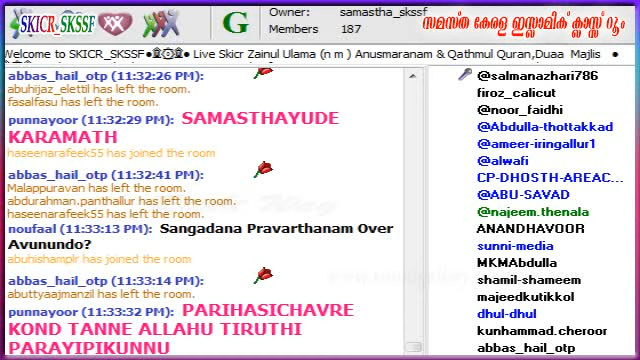 SKICR SKSSF
G
Owner: samastha_skssf
Members 187
സമസ്ത കേരള ഇസ്ലാമിക് ക്ലാസ്സ് റൂം
Welcome to SKICR_SKSSF●۩۞۩● Live Skicr Zainul Ulama (n m ) Anusmaranam & Qathmul Quran,Duaa Majlis ●
abbas_hail_otp (11:32:26 PM):
abuhijaz_elettil has left the room.
fasalfasu has left the room.
punnayoor (11:32:29 PM): SAMASTHAYUDE
KARAMATH
haseenarafeek55 has joined the room
abbas_hail_otp (11:32:41 PM):
Malappuravan has left the room.
abdurahman.panthallur has left the room.
haseenarafeek55 has left the room.
noufaal (11:33:13 PM): Sangadana Pravarthanam Over
Avunundo?
abuhishamplr has joined the room
abbas_hail_otp (11:33:14 PM):
abuttyaajmanzil has left the room.
punnayoor (11:33:32 PM): PARIHASICHAVRE
KOND TANNE ALLAHU TIRUTHI
PARAYIPIKUNNU
@salmanazhari786
firoz_calicut
@noor_faidhi
@Abdulla-thottakkad
@ameer-iringallur1
@alwafi
CP-DHOSTH-AREAC...
@ABU-SAVAD
@najeem.thenala
ANANDHAVOOR
sunni-media
MKMAbdulla
shamil-shameem
majeedkutikkol
dhul-dhul
kunhammad.cheroor
abbas_hail_otp